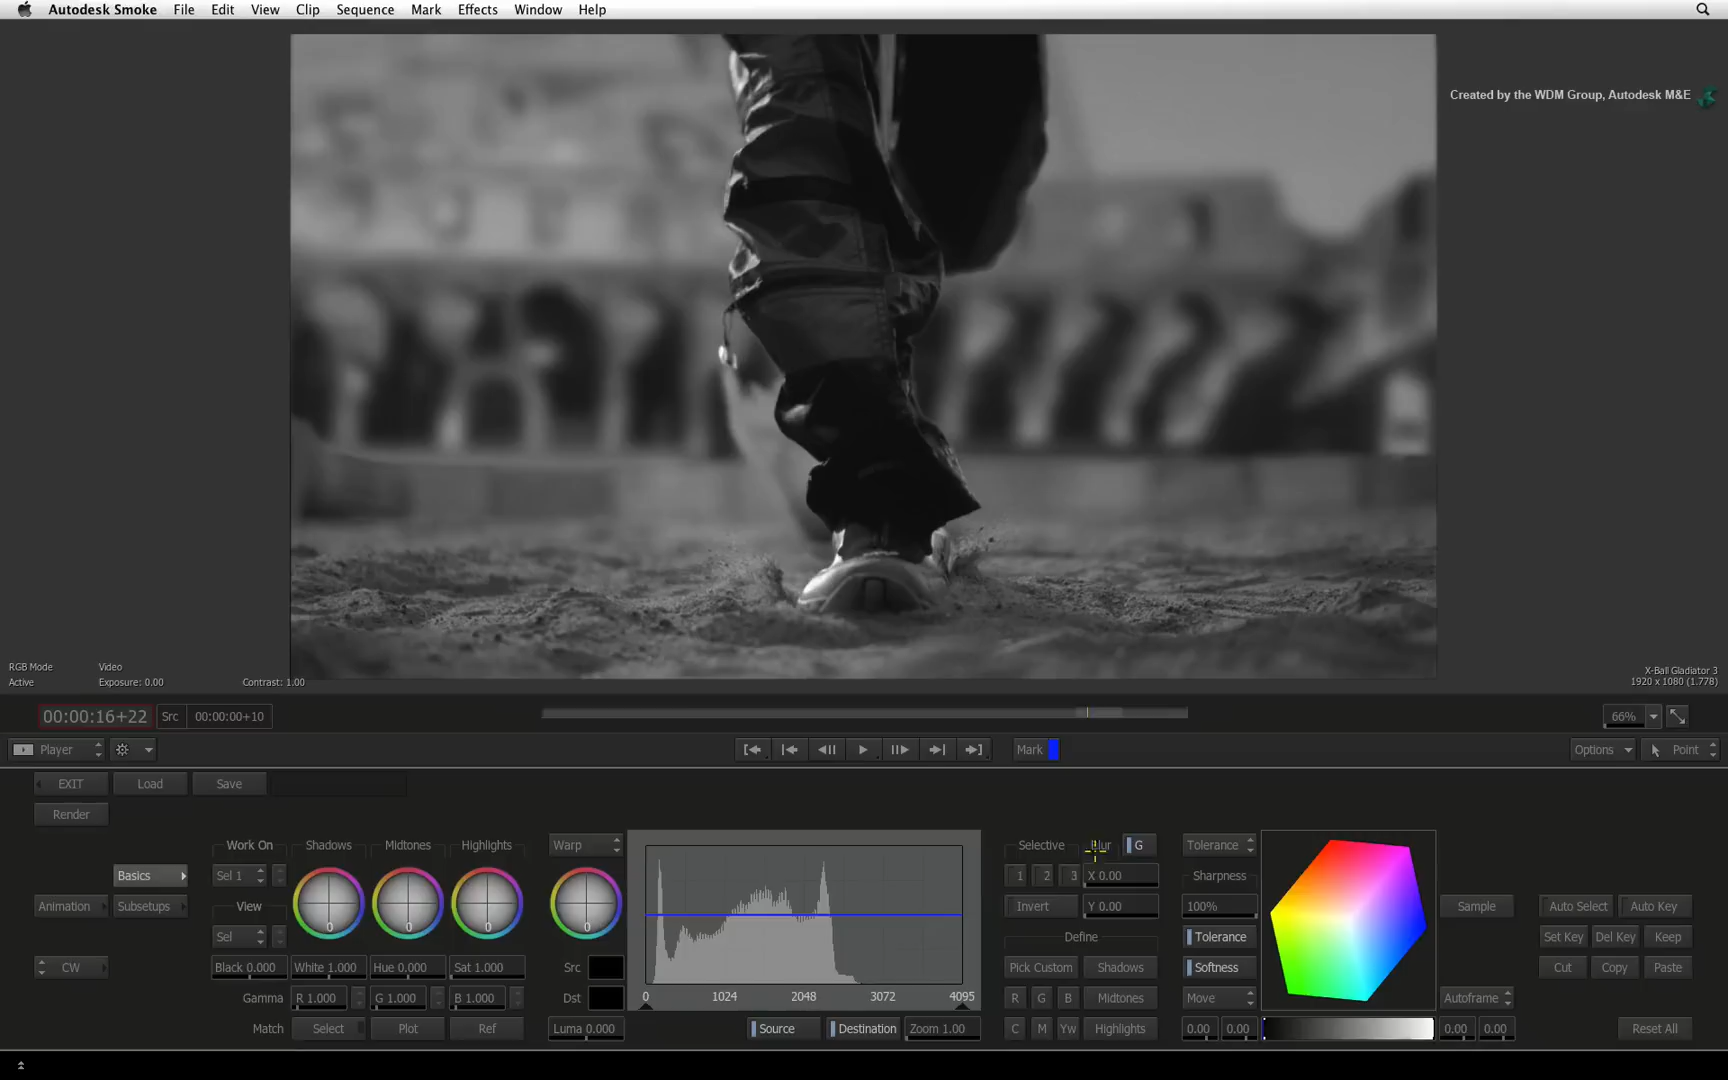 Autodesk Smoke File Edit View Clip Sequence Mark Effects Window Help
Created by the WDM Group, Autodesk M&E
RGB Mode Video
Active Exposure: 0.00 Contrast: 1.00
X-Ball Gladiator 3
1920 x 1080 (1.778)
00:00:16+22 Src 00:00:00+10 66%
Player Mark Options Point
EXIT Load Save
Render
Work On Shadows Midtones Highlights Warp Selective Blur G Tolerance
Basics Sel 1 1 2 3 X 0.00 Sharpness
Animation Subsetups View 0 0 0 0 Invert Y 0.00 100% Sample Auto Select Auto Key
Sel Define Tolerance Set Key Del Key Keep
CW Black 0.000 White 1.000 Hue 0.000 Sat 1.000 Src Pick Custom Shadows Softness Cut Copy Paste
Gamma R 1.000 G 1.000 B 1.000 Dst 0 1024 2048 3072 4095 R G B Midtones Move Autoframe
Match Select Plot Ref Luma 0.000 Source Destination Zoom 1.00 C M Yw Highlights 0.00 0.00 0.00 0.00 Reset All